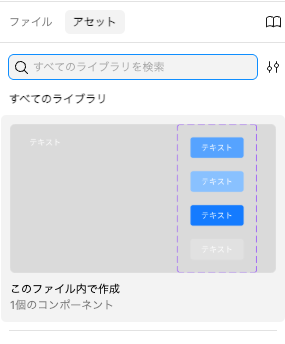 ファイル アセット
すべてのライブラリを検索
すべてのライブラリ
テキスト
テキスト
テキスト
テキスト
テキスト
このファイル内で作成
1個のコンポーネント